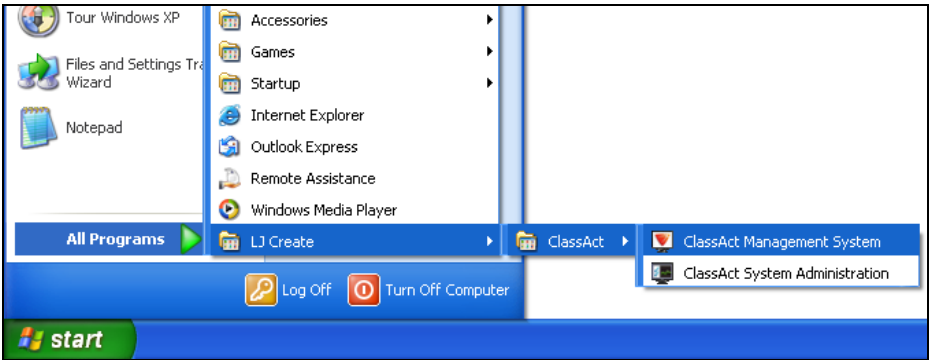 Tour Windows XP
Files and Settings Tra
Wizard
Notepad
All Programs
Accessories
Games
Startup
Internet Explorer
Outlook Express
Remote Assistance
Windows Media Player
LJ Create
ClassAct
ClassAct Management System
ClassAct System Administration
Log Off
Turn Off Computer
start